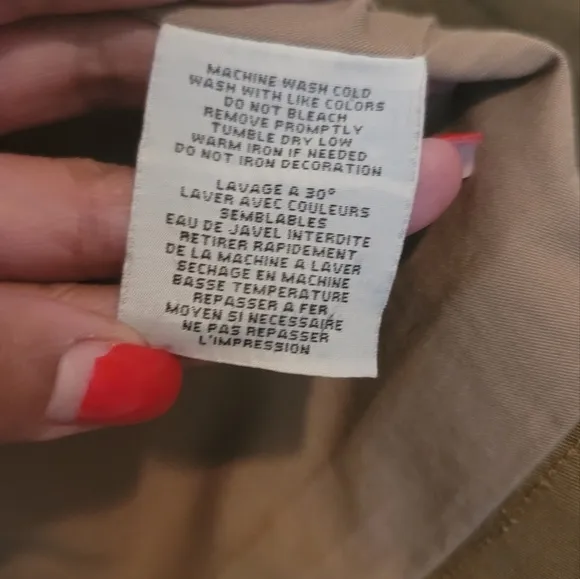 MACHINE WASH COLD
WASH WITH LIKE COLORS
DO NOT BLEACH
REMOVE PROMPTLY
TUMBLE DRY LOW
WARM IRON IF NEEDED
DO NOT IRON DECORATION
LAVAGE A 30°
LAVER AVEC COULEURS
SEMBLABLES
EAU DE JAVEL INTERDITE
RETIRER RAPIDEMENT
DE LA MACHINE A LAVER
SECHAGE EN MACHINE
BASSE TEMPERATURE
REPASSER A FER
MOYEN SI NECESSAIRE
NE PAS REPASSER
L'IMPRESSION